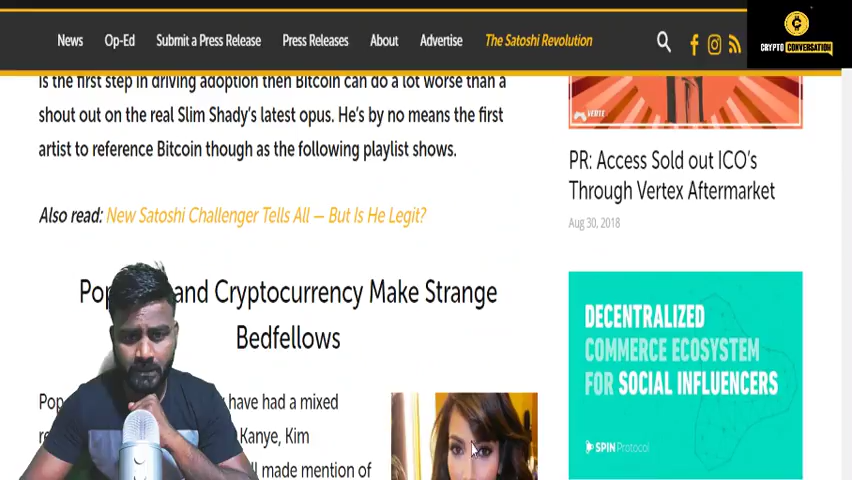 News Op-Ed Submit a Press Release Press Releases About Advertise The Satoshi Revolution
CRYPTO CONVERSATION
is the first step in driving adoption then Bitcoin can do a lot worse than a
shout out on the real Slim Shady's latest opus. He's by no means the first
artist to reference Bitcoin though as the following playlist shows.
Also read: New Satoshi Challenger Tells All — But Is He Legit?
Pop and Cryptocurrency Make Strange
Bedfellows
Pop have had a mixed
Kanye, Kim
made mention of
VERTE
PR: Access Sold out ICO's
Through Vertex Aftermarket
Aug 30, 2018
DECENTRALIZED
COMMERCE ECOSYSTEM
FOR SOCIAL INFLUENCERS
SPIN Protocol